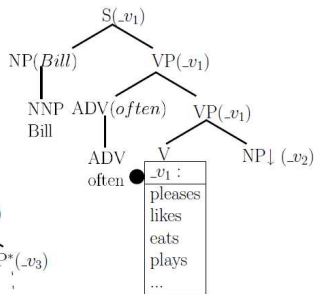 S(_v₁)
NP(Bill) VP(_v₁)
NNP ADV(often) VP(_v₁)
Bill
ADV V NP↓ (_v₂)
often _v₁ :
pleases
likes
eats
plays
...
P*(_v₃)